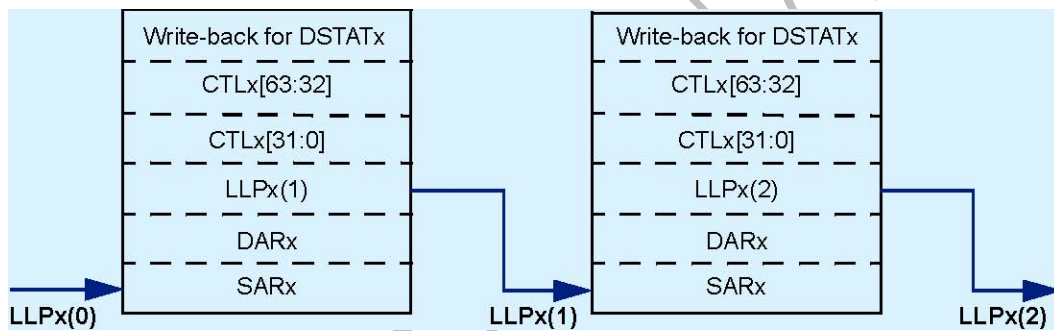 Write-back for DSTATx
CTLx[63:32]
CTLx[31:0]
LLPx(1)
DARx
SARx
LLPx(0)
Write-back for DSTATx
CTLx[63:32]
CTLx[31:0]
LLPx(2)
DARx
SARx
LLPx(1)
LLPx(2)